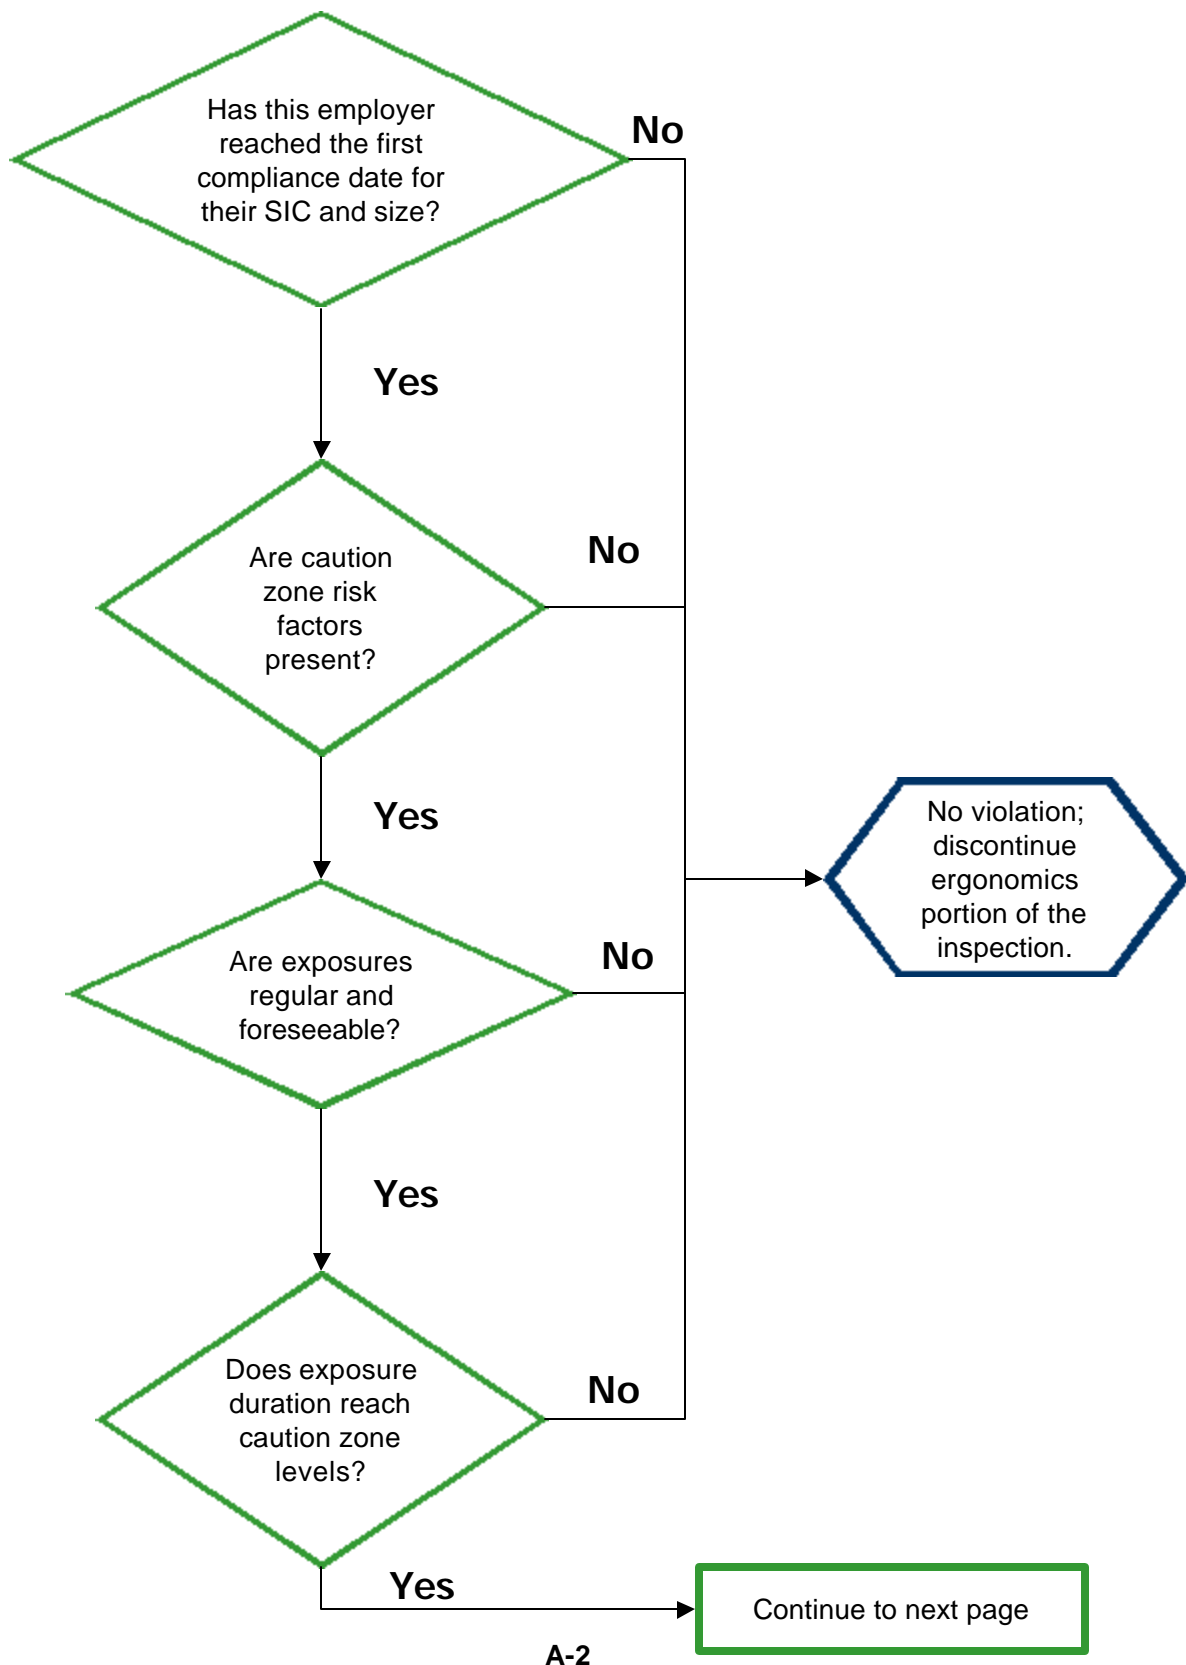 Has this employer
reached the first
compliance date for
their SIC and size?
No
Yes
Are caution
zone risk
factors
present?
No
Yes
No violation;
discontinue
ergonomics
portion of the
inspection.
Are exposures
regular and
foreseeable?
No
Yes
Does exposure
duration reach
caution zone
levels?
No
Yes
Continue to next page
A-2